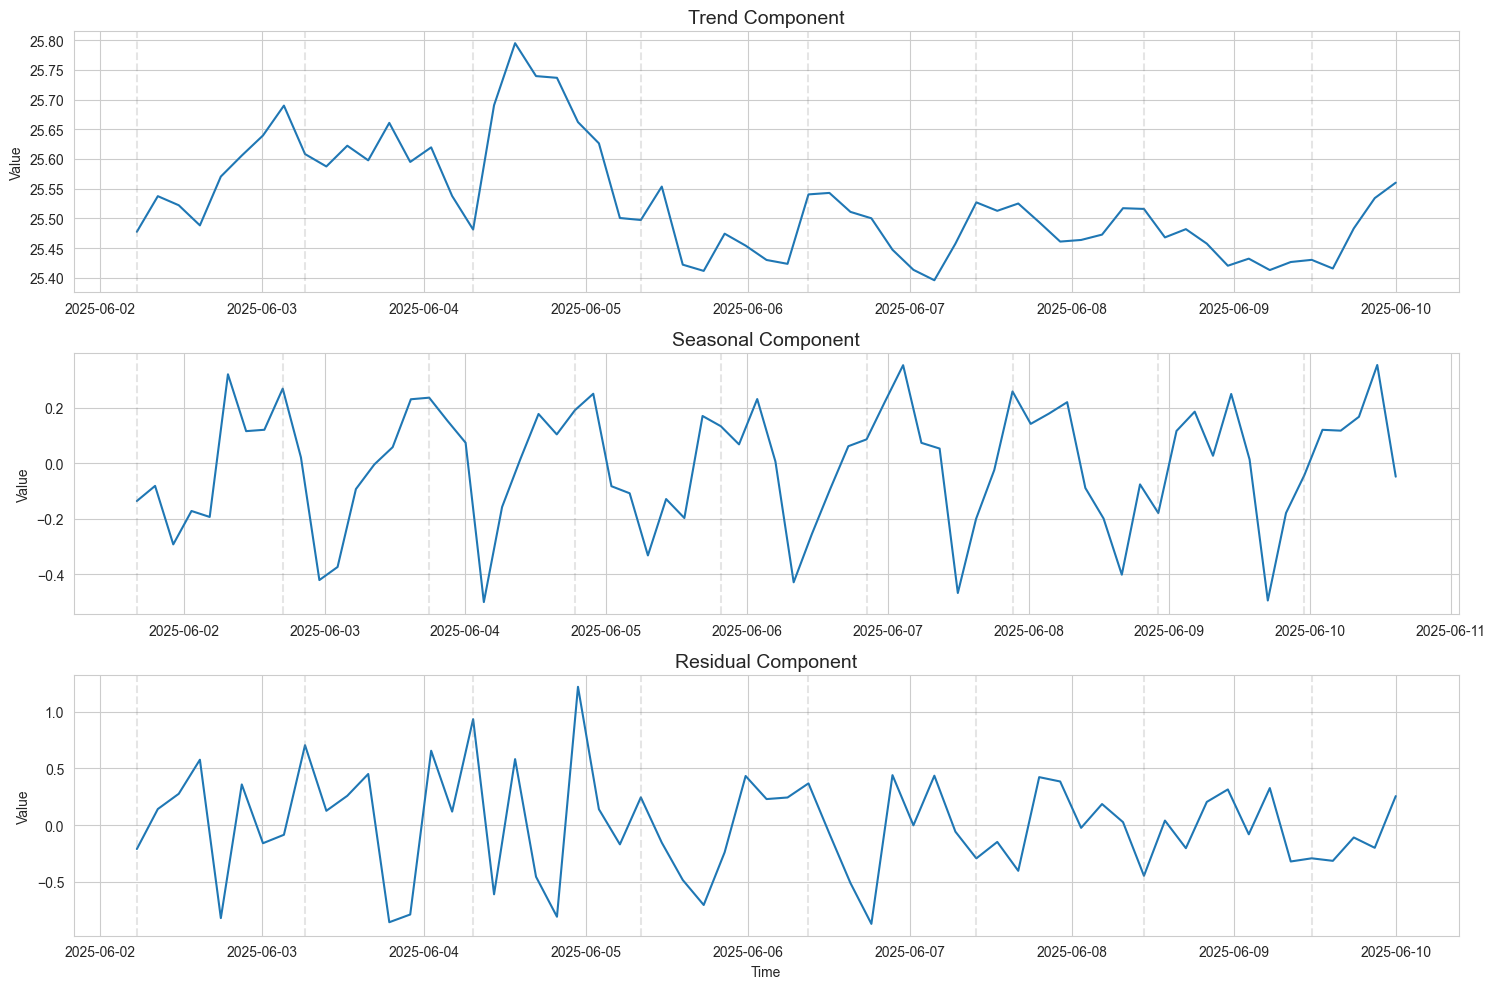 Trend Component
Value
25.80
25.75
25.70
25.65
25.60
25.55
25.50
25.45
25.40
2025-06-02 2025-06-03 2025-06-04 2025-06-05 2025-06-06 2025-06-07 2025-06-08 2025-06-09 2025-06-10
Seasonal Component
Value
0.2
0.0
−0.2
−0.4
2025-06-02 2025-06-03 2025-06-04 2025-06-05 2025-06-06 2025-06-07 2025-06-08 2025-06-09 2025-06-10 2025-06-11
Residual Component
Value
1.0
0.5
0.0
−0.5
2025-06-02 2025-06-03 2025-06-04 2025-06-05 2025-06-06 2025-06-07 2025-06-08 2025-06-09 2025-06-10
Time